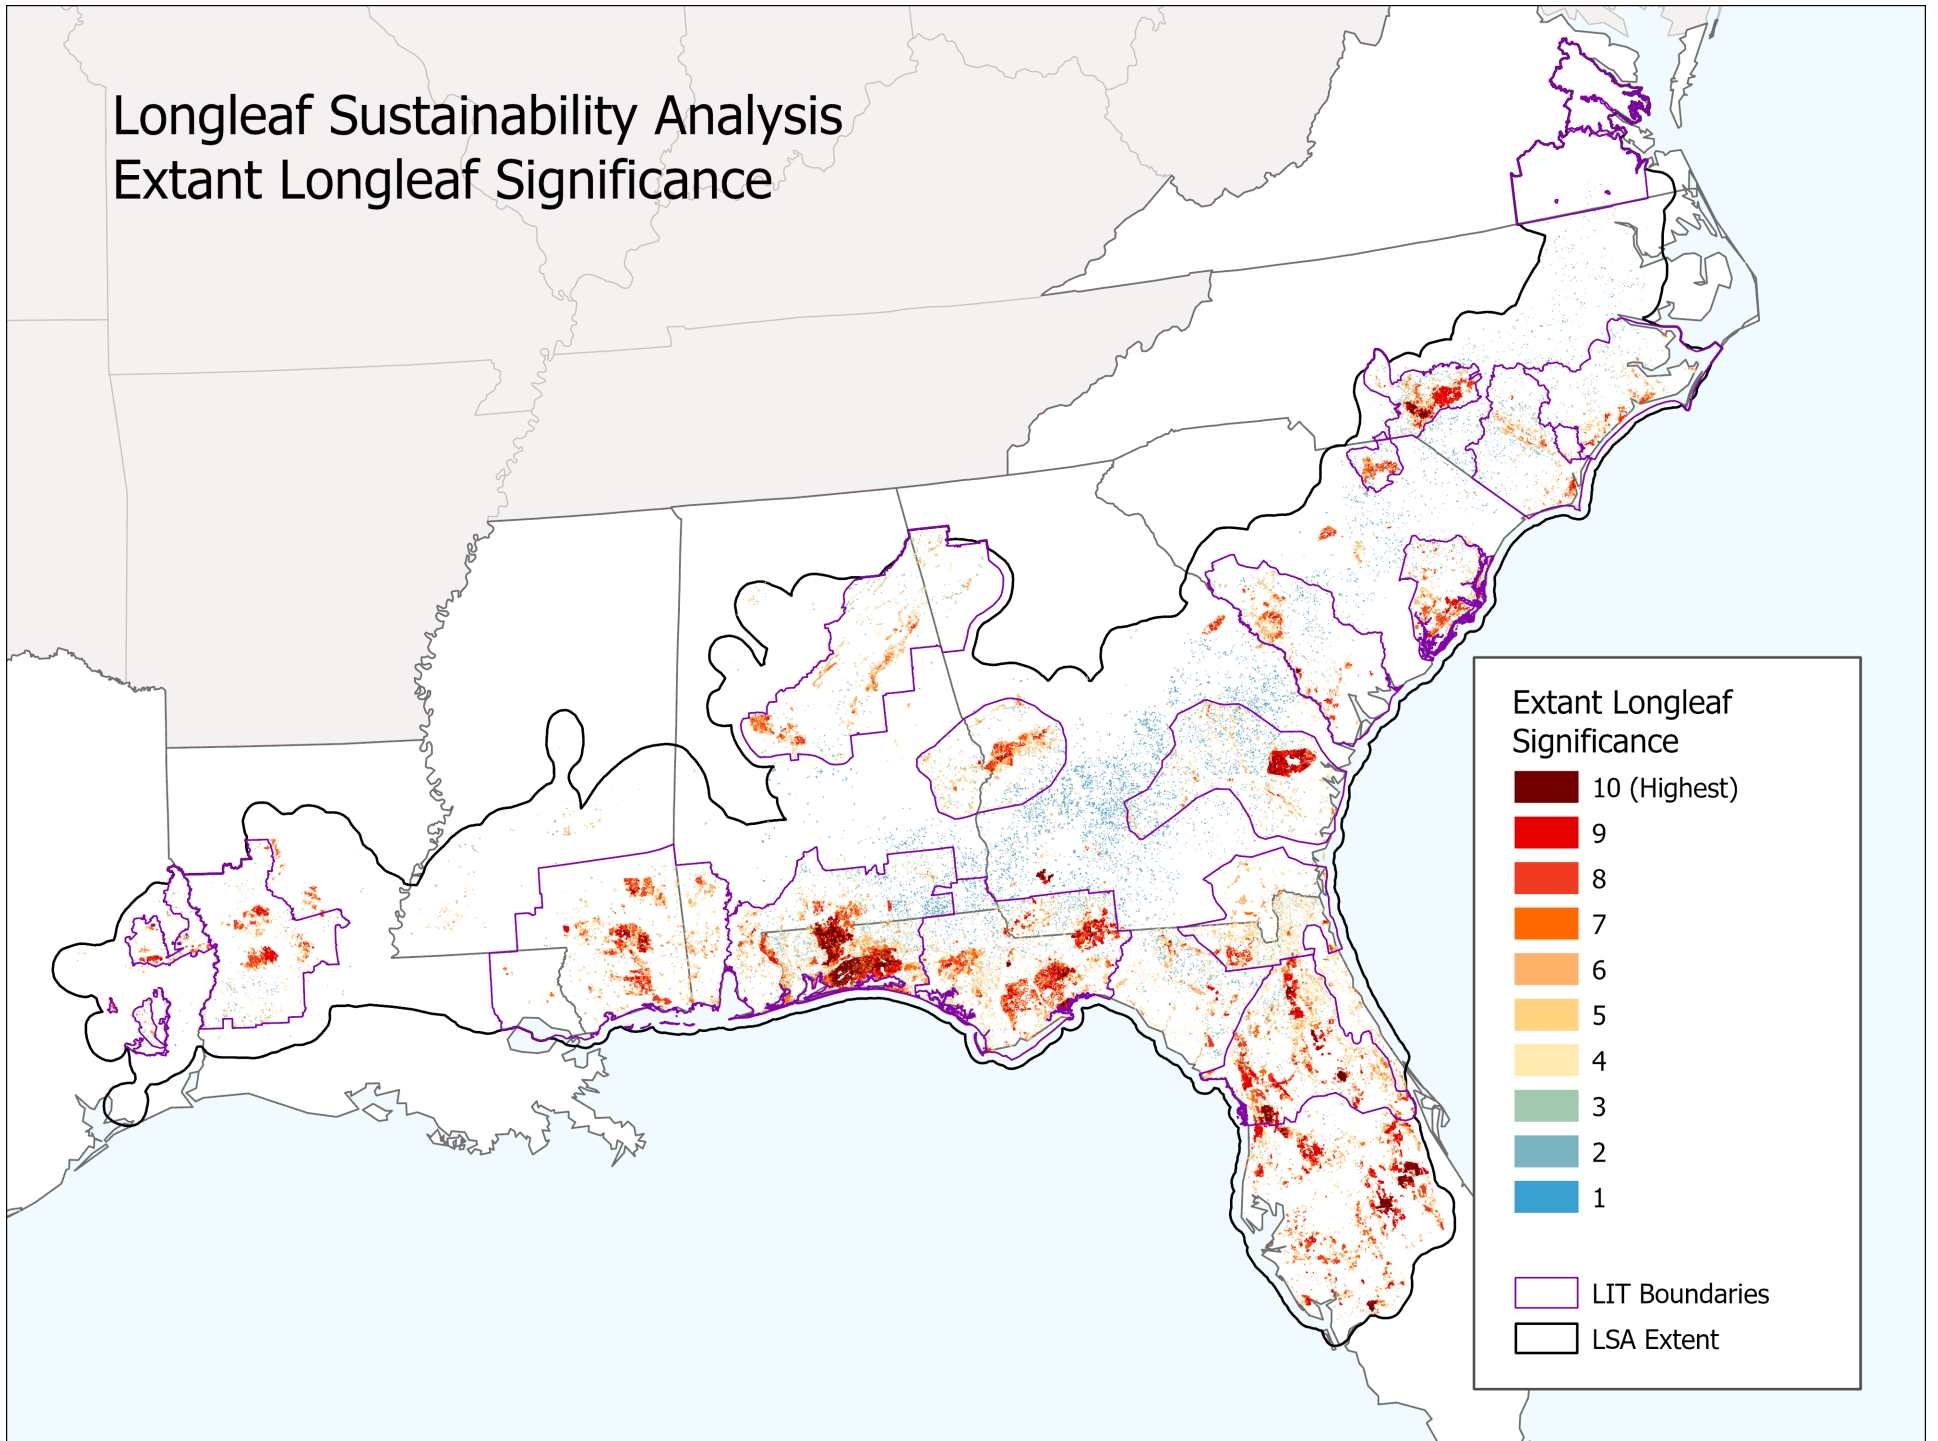 Longleaf Sustainability Analysis
Extant Longleaf Significance
Extant Longleaf
Significance
10 (Highest)
9
8
7
6
5
4
3
2
1
LIT Boundaries
LSA Extent